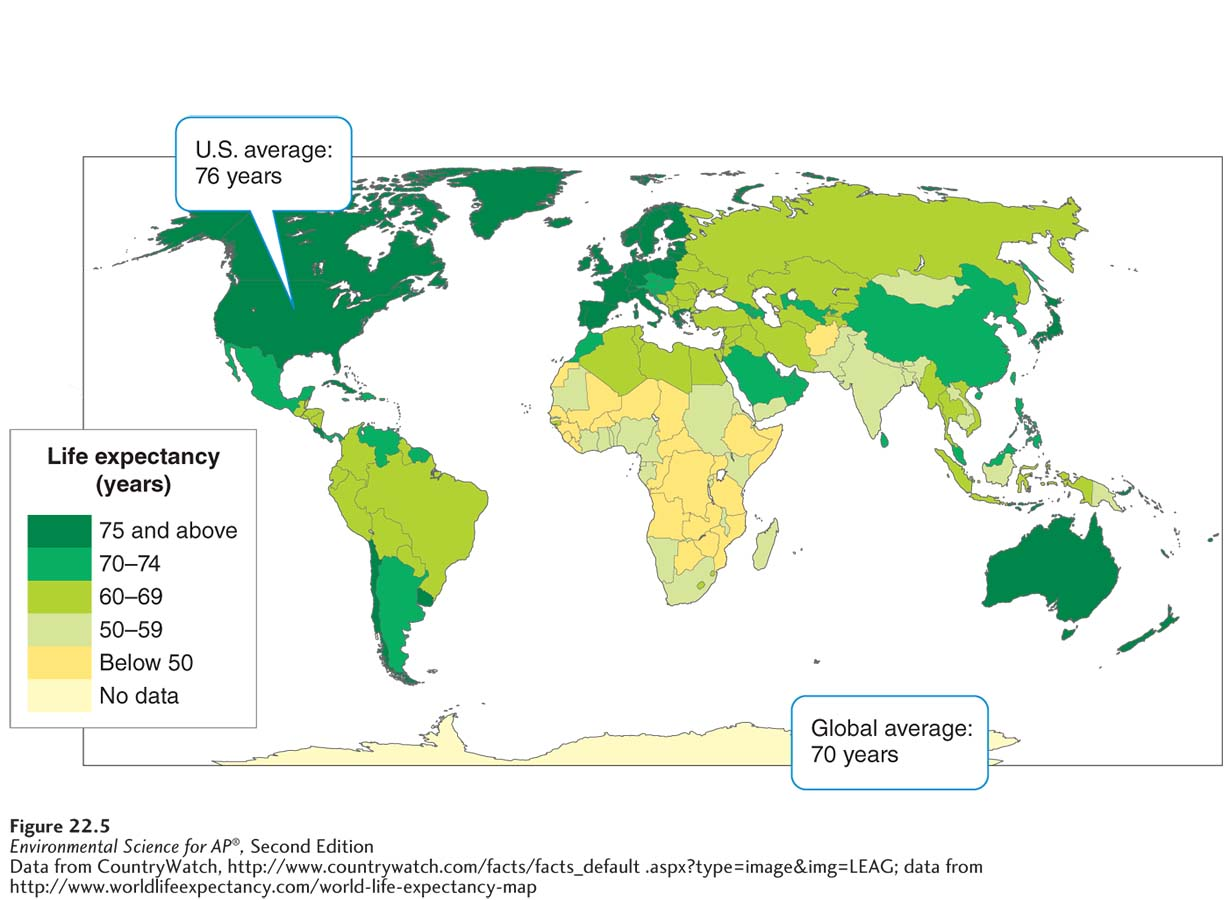 U.S. average:
76 years
Life expectancy
(years)
75 and above
70–74
60–69
50–59
Below 50
No data
Global average:
70 years
Figure 22.5
Environmental Science for AP®, Second Edition
Data from CountryWatch, http://www.countrywatch.com/facts/facts_default .aspx?type=image&img=LEAG; data from
http://www.worldlifeexpectancy.com/world-life-expectancy-map